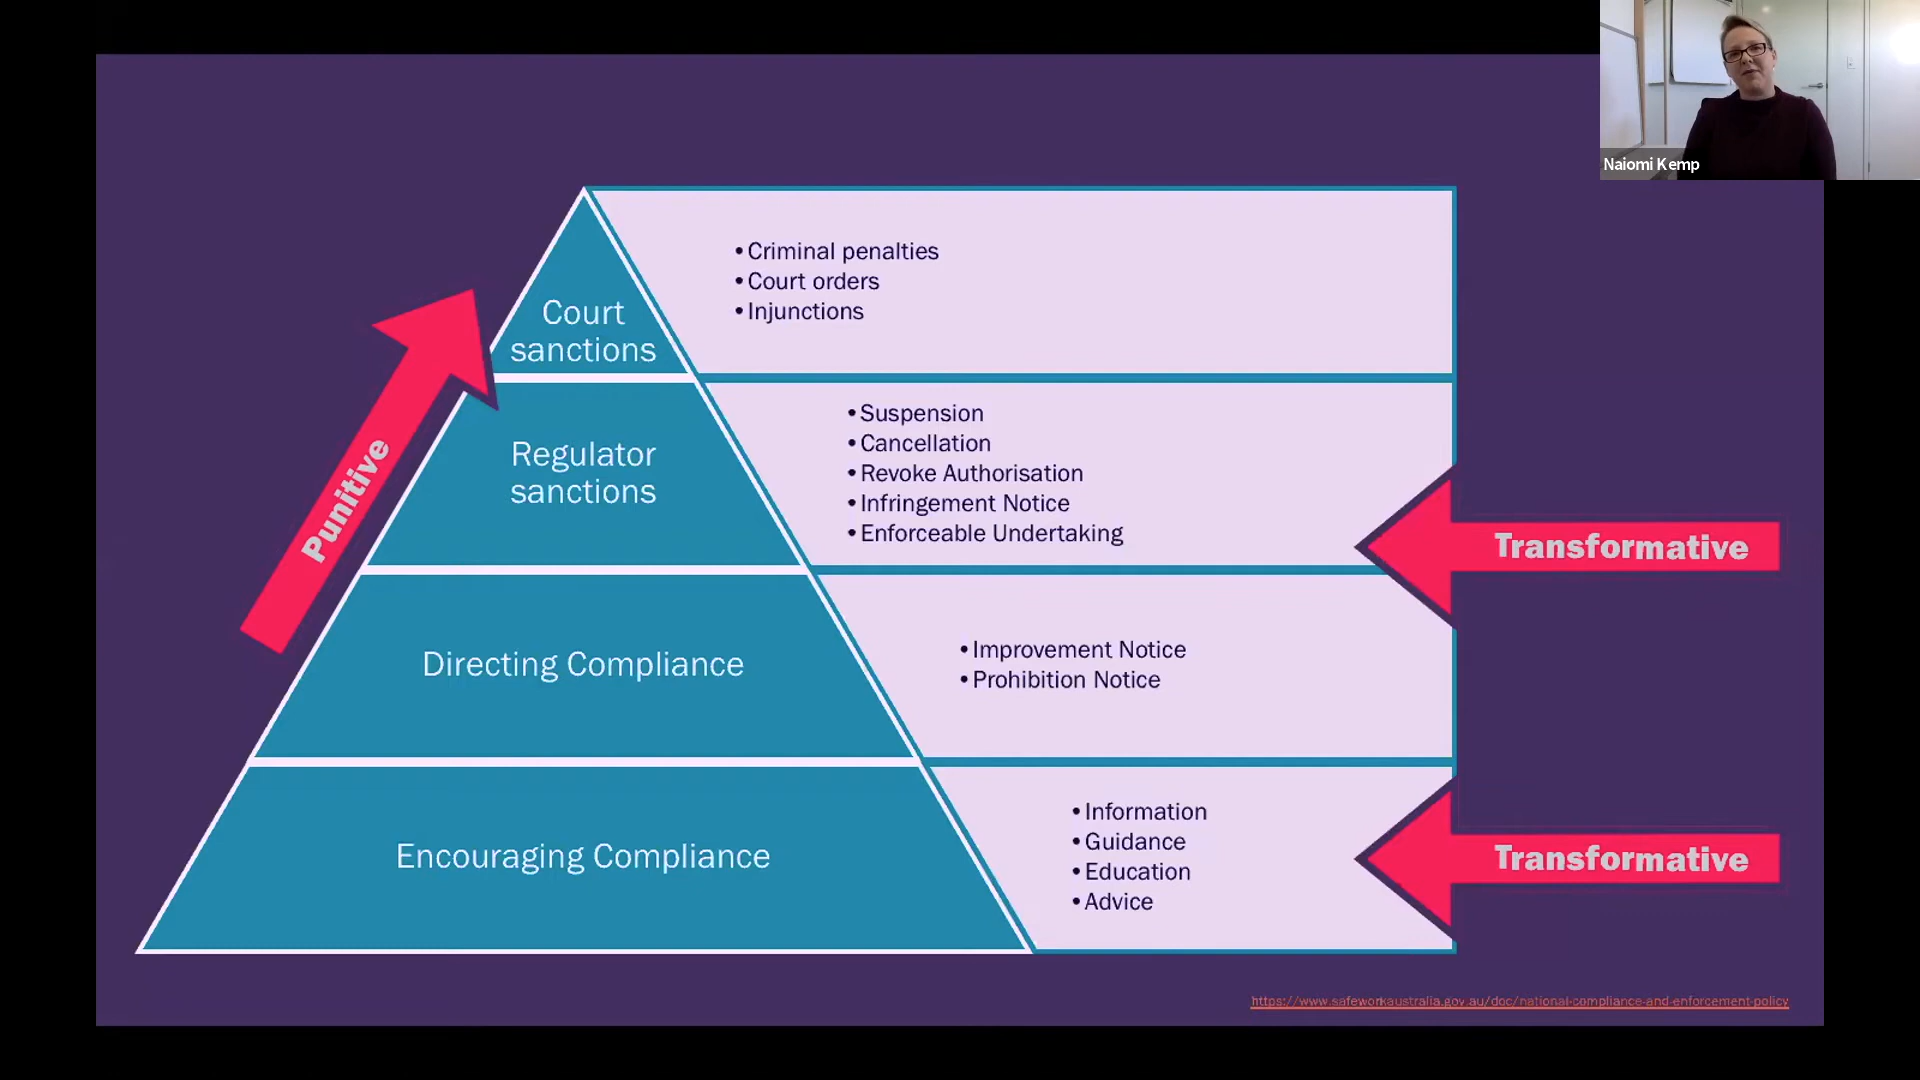 Naiomi Kemp
Court
sanctions
•Criminal penalties
•Court orders
•Injunctions
Punitive
Regulator
sanctions
•Suspension
•Cancellation
•Revoke Authorisation
•Infringement Notice
•Enforceable Undertaking
Transformative
Directing Compliance
•Improvement Notice
•Prohibition Notice
Encouraging Compliance
•Information
•Guidance
•Education
•Advice
Transformative
https://www.safeworkaustralia.gov.au/doc/national-compliance-and-enforcement-policy